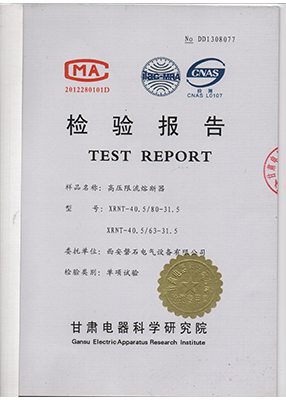 No DD1308077
MA
ilac-MRA
CNAS
2012280101D
检测
CNAS L0107
检验报告
TEST REPORT
样品名称: 高压限流熔断器
型 号: XRNT-40.5/80-31.5
XRNT-40.5/63-31.5
委托单位: 西安磐石电气设备有限公司
检验类别: 单项试验
甘肃电器科学研究院
Gansu Electric Apparatus Research Institute